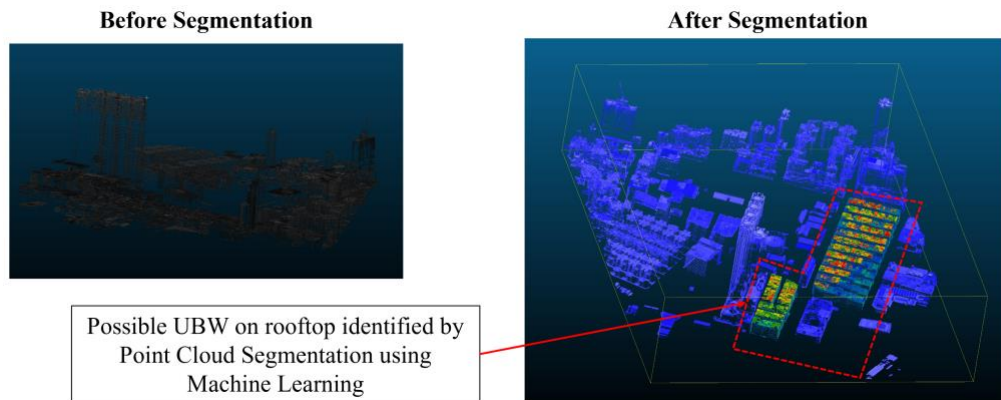 Before Segmentation
After Segmentation
Possible UBW on rooftop identified by
Point Cloud Segmentation using
Machine Learning